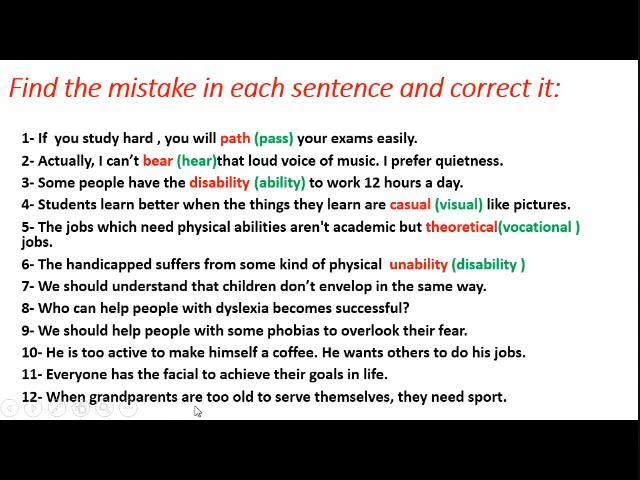 Find the mistake in each sentence and correct it:
1- If you study hard , you will path (pass) your exams easily.
2- Actually, I can't bear (hear)that loud voice of music. I prefer quietness.
3- Some people have the disability (ability) to work 12 hours a day.
4- Students learn better when the things they learn are casual (visual) like pictures.
5- The jobs which need physical abilities aren't academic but theoretical(vocational )
jobs.
6- The handicapped suffers from some kind of physical unability (disability )
7- We should understand that children don't envelop in the same way.
8- Who can help people with dyslexia becomes successful?
9- We should help people with some phobias to overlook their fear.
10- He is too active to make himself a coffee. He wants others to do his jobs.
11- Everyone has the facial to achieve their goals in life.
12- When grandparents are too old to serve themselves, they need sport.